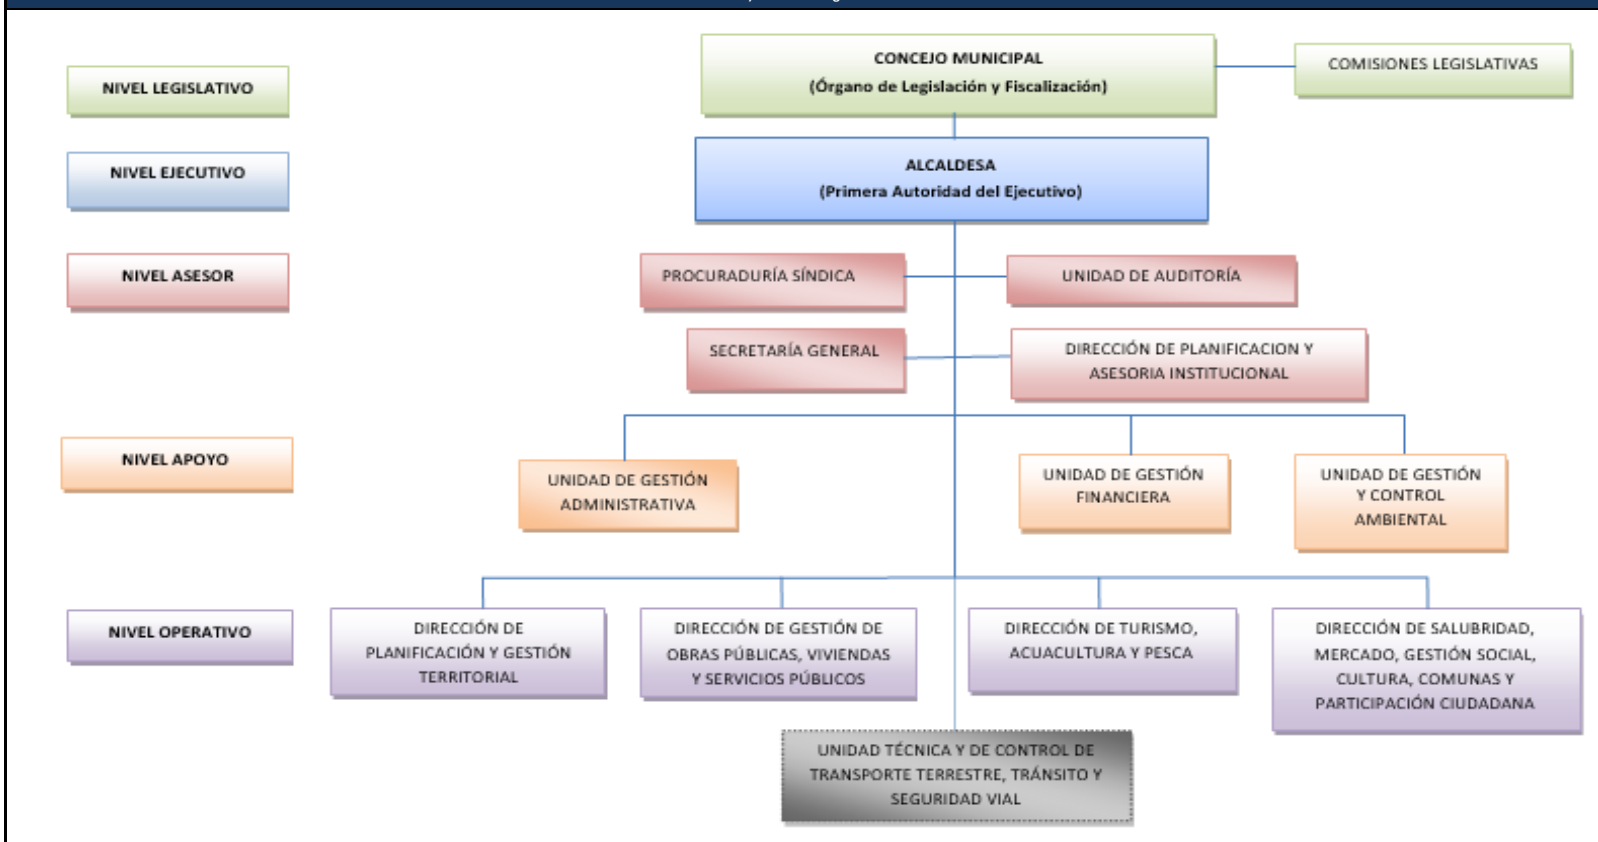 CONCEJO MUNICIPAL
(Órgano de Legislación y Fiscalización)
COMISIONES LEGISLATIVAS
NIVEL LEGISLATIVO
NIVEL EJECUTIVO
ALCALDESA
(Primera Autoridad del Ejecutivo)
NIVEL ASESOR
PROCURADURÍA SÍNDICA
UNIDAD DE AUDITORÍA
SECRETARÍA GENERAL
DIRECCIÓN DE PLANIFICACION Y
ASESORIA INSTITUCIONAL
NIVEL APOYO
UNIDAD DE GESTIÓN
ADMINISTRATIVA
UNIDAD DE GESTIÓN
FINANCIERA
UNIDAD DE GESTIÓN
Y CONTROL
AMBIENTAL
NIVEL OPERATIVO
DIRECCIÓN DE
PLANIFICACIÓN Y GESTIÓN
TERRITORIAL
DIRECCIÓN DE GESTIÓN DE
OBRAS PÚBLICAS, VIVIENDAS
Y SERVICIOS PÚBLICOS
DIRECCIÓN DE TURISMO,
ACUACULTURA Y PESCA
DIRECCIÓN DE SALUBRIDAD,
MERCADO, GESTIÓN SOCIAL,
CULTURA, COMUNAS Y
PARTICIPACIÓN CIUDADANA
UNIDAD TÉCNICA Y DE CONTROL DE
TRANSPORTE TERRESTRE, TRÁNSITO Y
SEGURIDAD VIAL